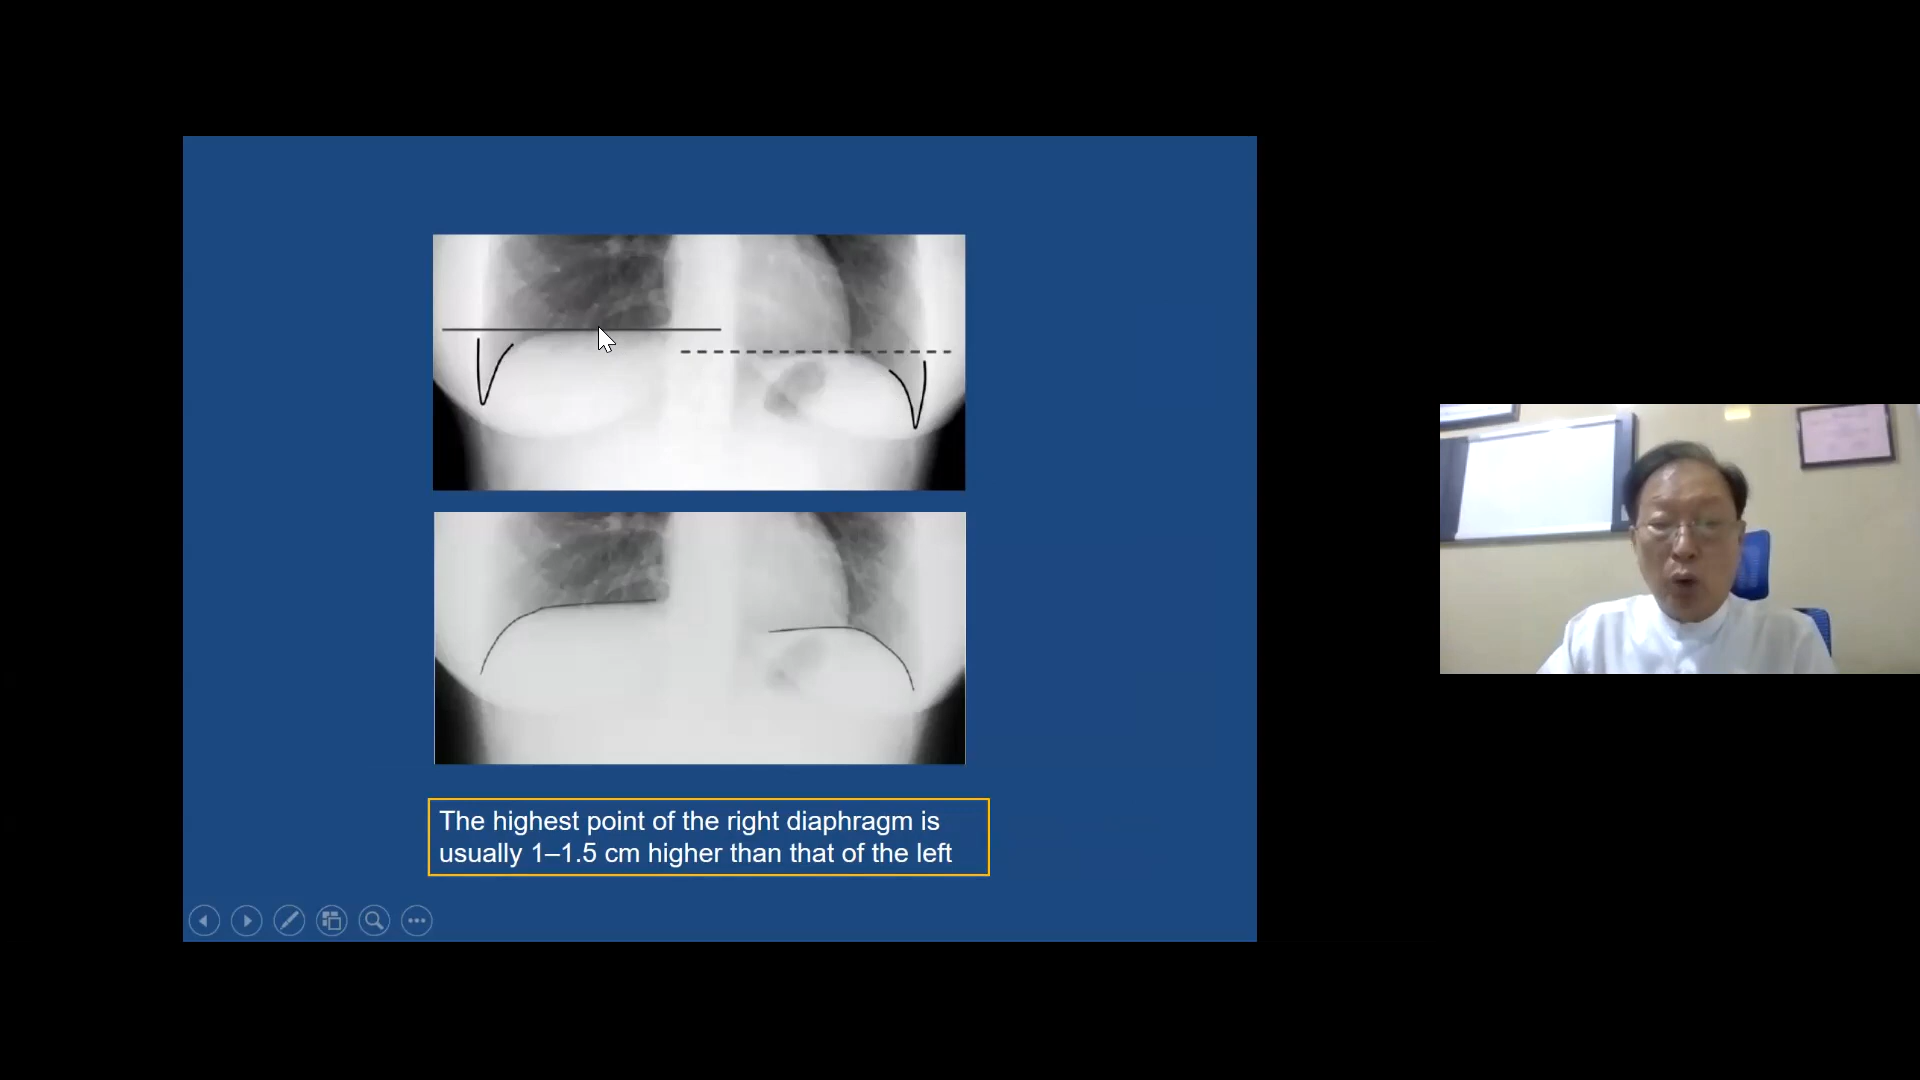 The highest point of the right diaphragm is
usually 1–1.5 cm higher than that of the left